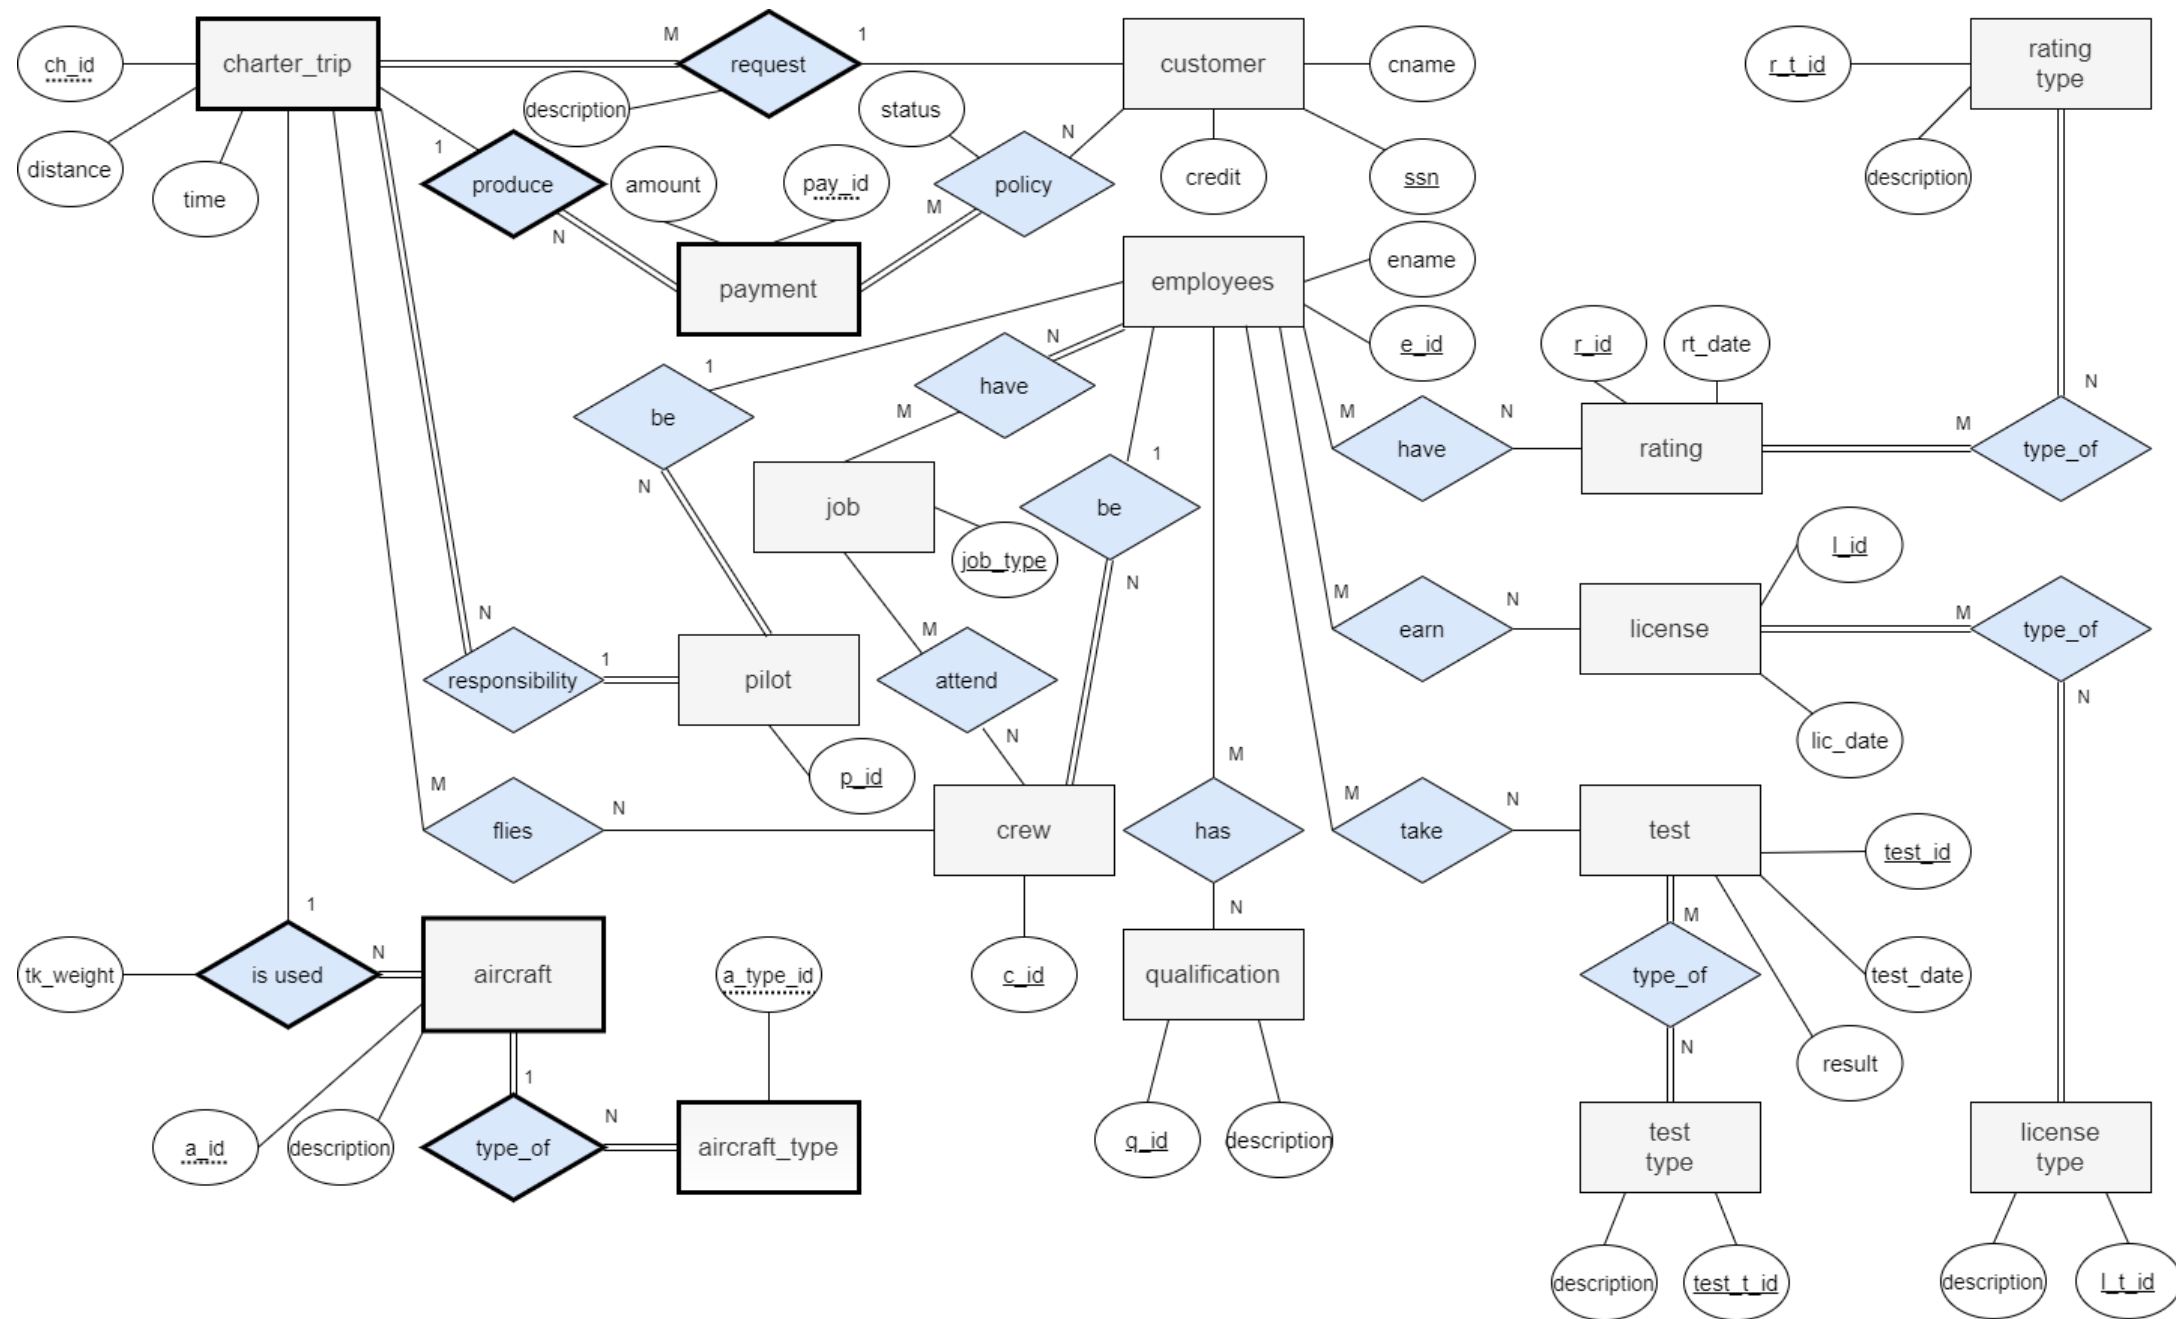 charter_trip
M
request
1
customer
cname
rating
type
r_t_id
ch_id
description
status
N
credit
ssn
description
distance
time
1
produce
amount
pay_id
policy
M
N
payment
employees
ename
e_id
1
be
N
have
M
r_id
rt_date
M
have
N
rating
M
N
type_of
N
job
job_type
be
1
N
l_id
M
earn
N
license
M
type_of
N
lic_date
N
responsibility
1
pilot
M
attend
N
p_id
M
flies
N
crew
M
has
N
M
take
N
test
test_id
1
tk_weight
is used
N
aircraft
a_type_id
c_id
qualification
M
type_of
N
test_date
result
1
a_id
description
type_of
N
aircraft_type
q_id
description
test
type
license
type
description
test_t_id
description
l_t_id